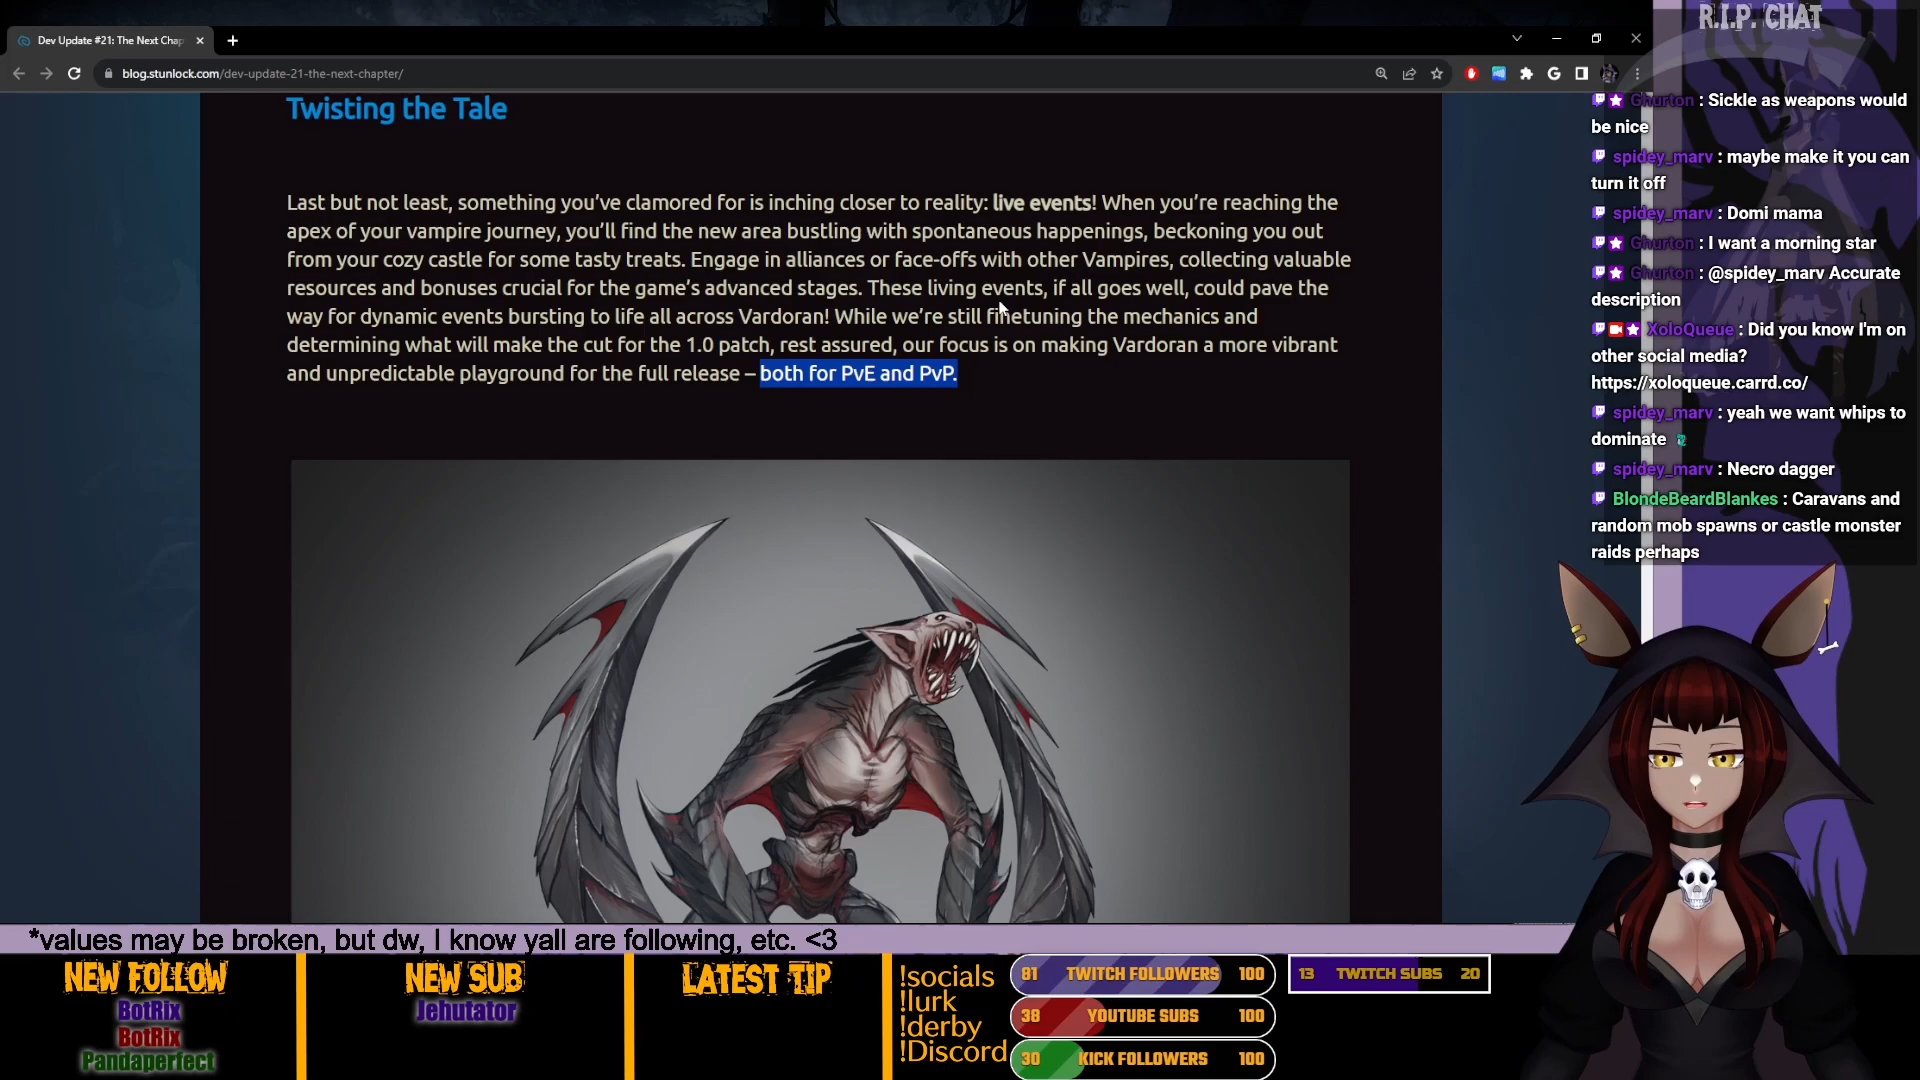 R.I.P. CHAT
Dev Update #21: The Next Chap
blog.stunlock.com/dev-update-21-the-next-chapter/
Twisting the Tale
Last but not least, something you’ve clamored for is inching closer to reality: live events! When you’re reaching the
apex of your vampire journey, you’ll find the new area bustling with spontaneous happenings, beckoning you out
from your cozy castle for some tasty treats. Engage in alliances or face-offs with other Vampires, collecting valuable
resources and bonuses crucial for the game’s advanced stages. These living events, if all goes well, could pave the
way for dynamic events bursting to life all across Vardoran! While we’re still finetuning the mechanics and
determining what will make the cut for the 1.0 patch, rest assured, our focus is on making Vardoran a more vibrant
and unpredictable playground for the full release – both for PvE and PvP.
Ghurton : Sickle as weapons would
be nice
spidey_marv : maybe make it you can
turn it off
spidey_marv : Domi mama
Ghurton : I want a morning star
Ghurton : @spidey_marv Accurate
description
XoloQueue : Did you know I'm on
other social media?
https://xoloqueue.carrd.co/
spidey_marv : yeah we want whips to
dominate
spidey_marv : Necro dagger
BlondeBeardBlankes : Caravans and
random mob spawns or castle monster
raids perhaps
*values may be broken, but dw, I know yall are following, etc. <3
NEW FOLLOW
BotRix
BotRix
Pandaperfect
NEW SUB
Jehutator
LATEST TIP
!socials
!lurk
!derby
!Discord
81 TWITCH FOLLOWERS 100
38 YOUTUBE SUBS 100
30 KICK FOLLOWERS 100
13 TWITCH SUBS 20